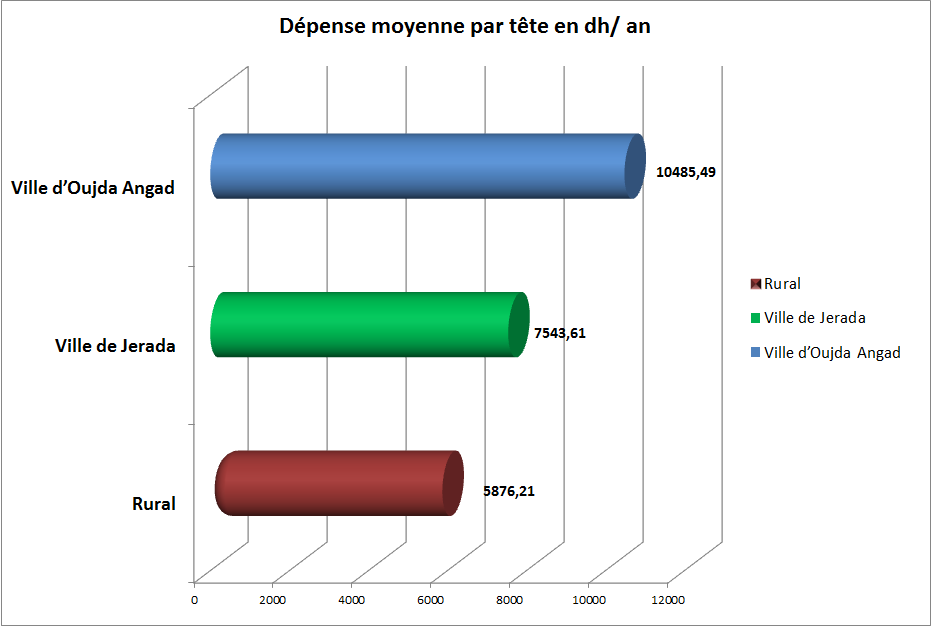 Dépense moyenne par tête en dh/ an
Ville d’Oujda Angad
10485,49
Ville de Jerada
7543,61
Rural
5876,21
0 2000 4000 6000 8000 10000 12000
Rural
Ville de Jerada
Ville d’Oujda Angad